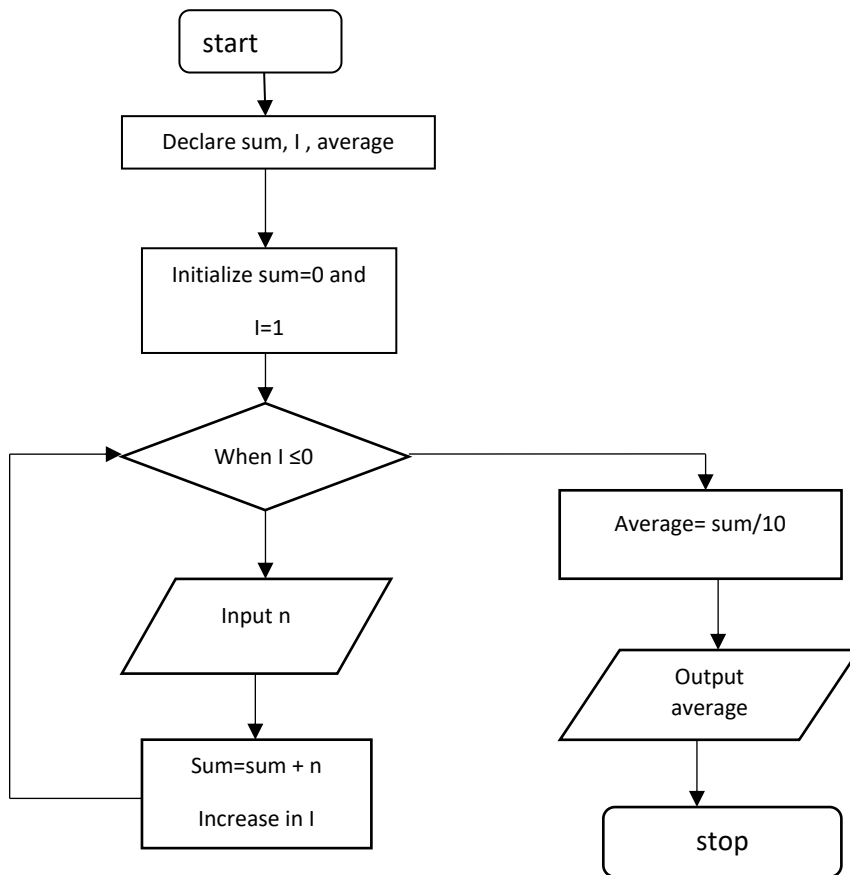 start
Declare sum, I , average
Initialize sum=0 and
I=1
When I ≤0
Input n
Sum=sum + n
Increase in I
Average= sum/10
Output
average
stop